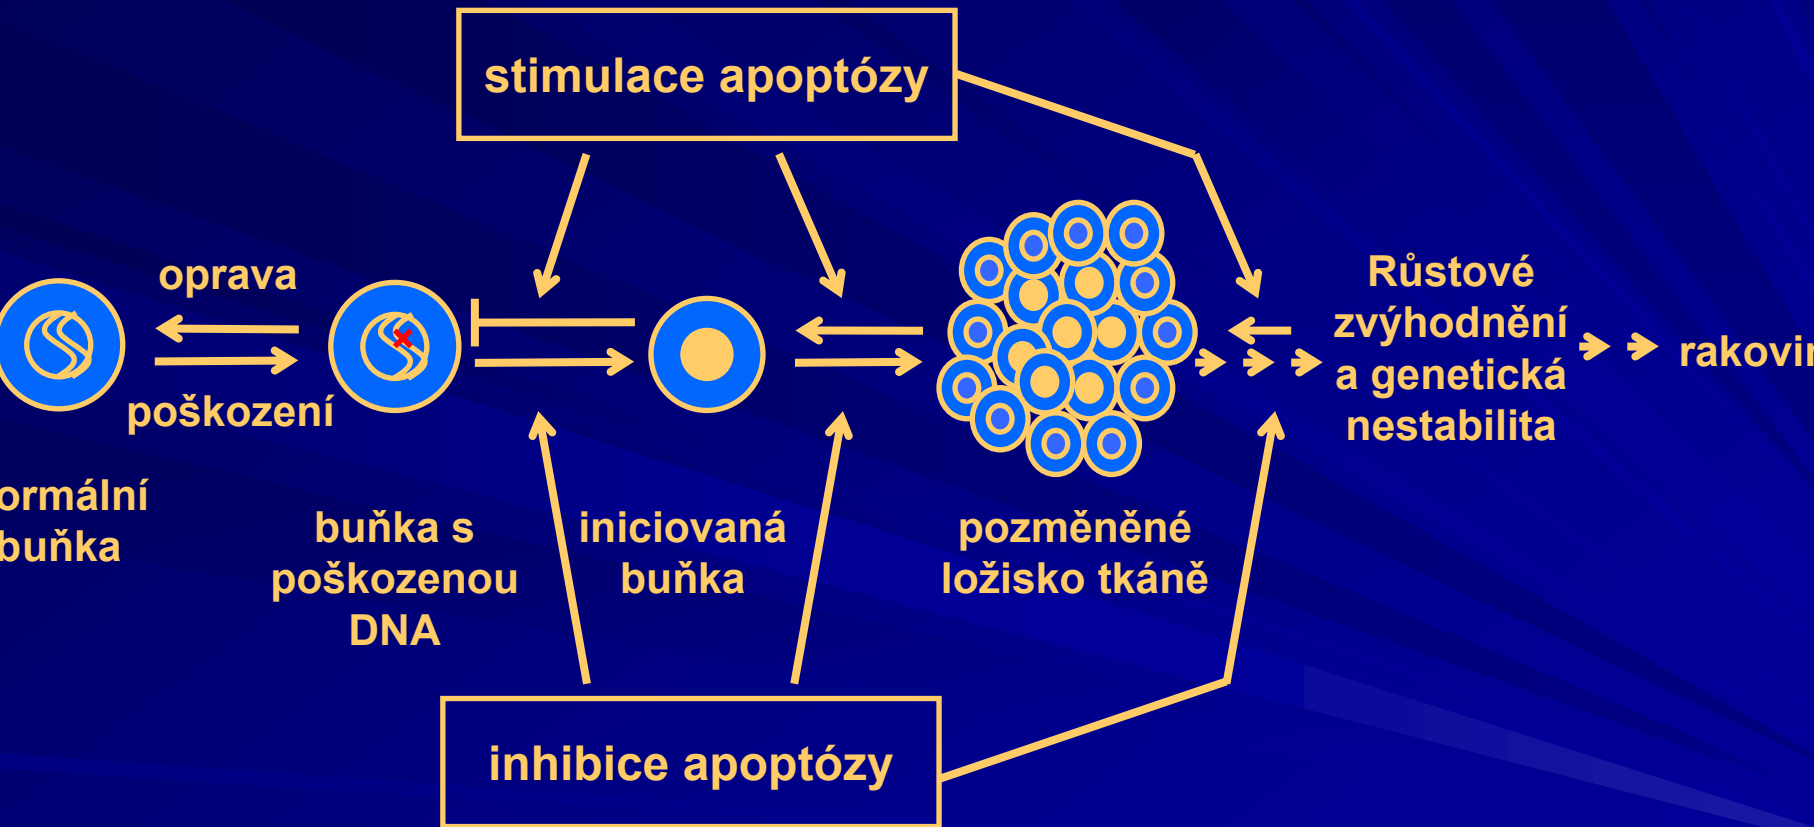 stimulace apoptózy
oprava
poškození
ormální
buňka
buňka s
poškozenou
DNA
iniciovaná
buňka
pozměněné
ložisko tkáně
Růstové
zvýhodnění
a genetická
nestabilita
rakovin
inhibice apoptózy